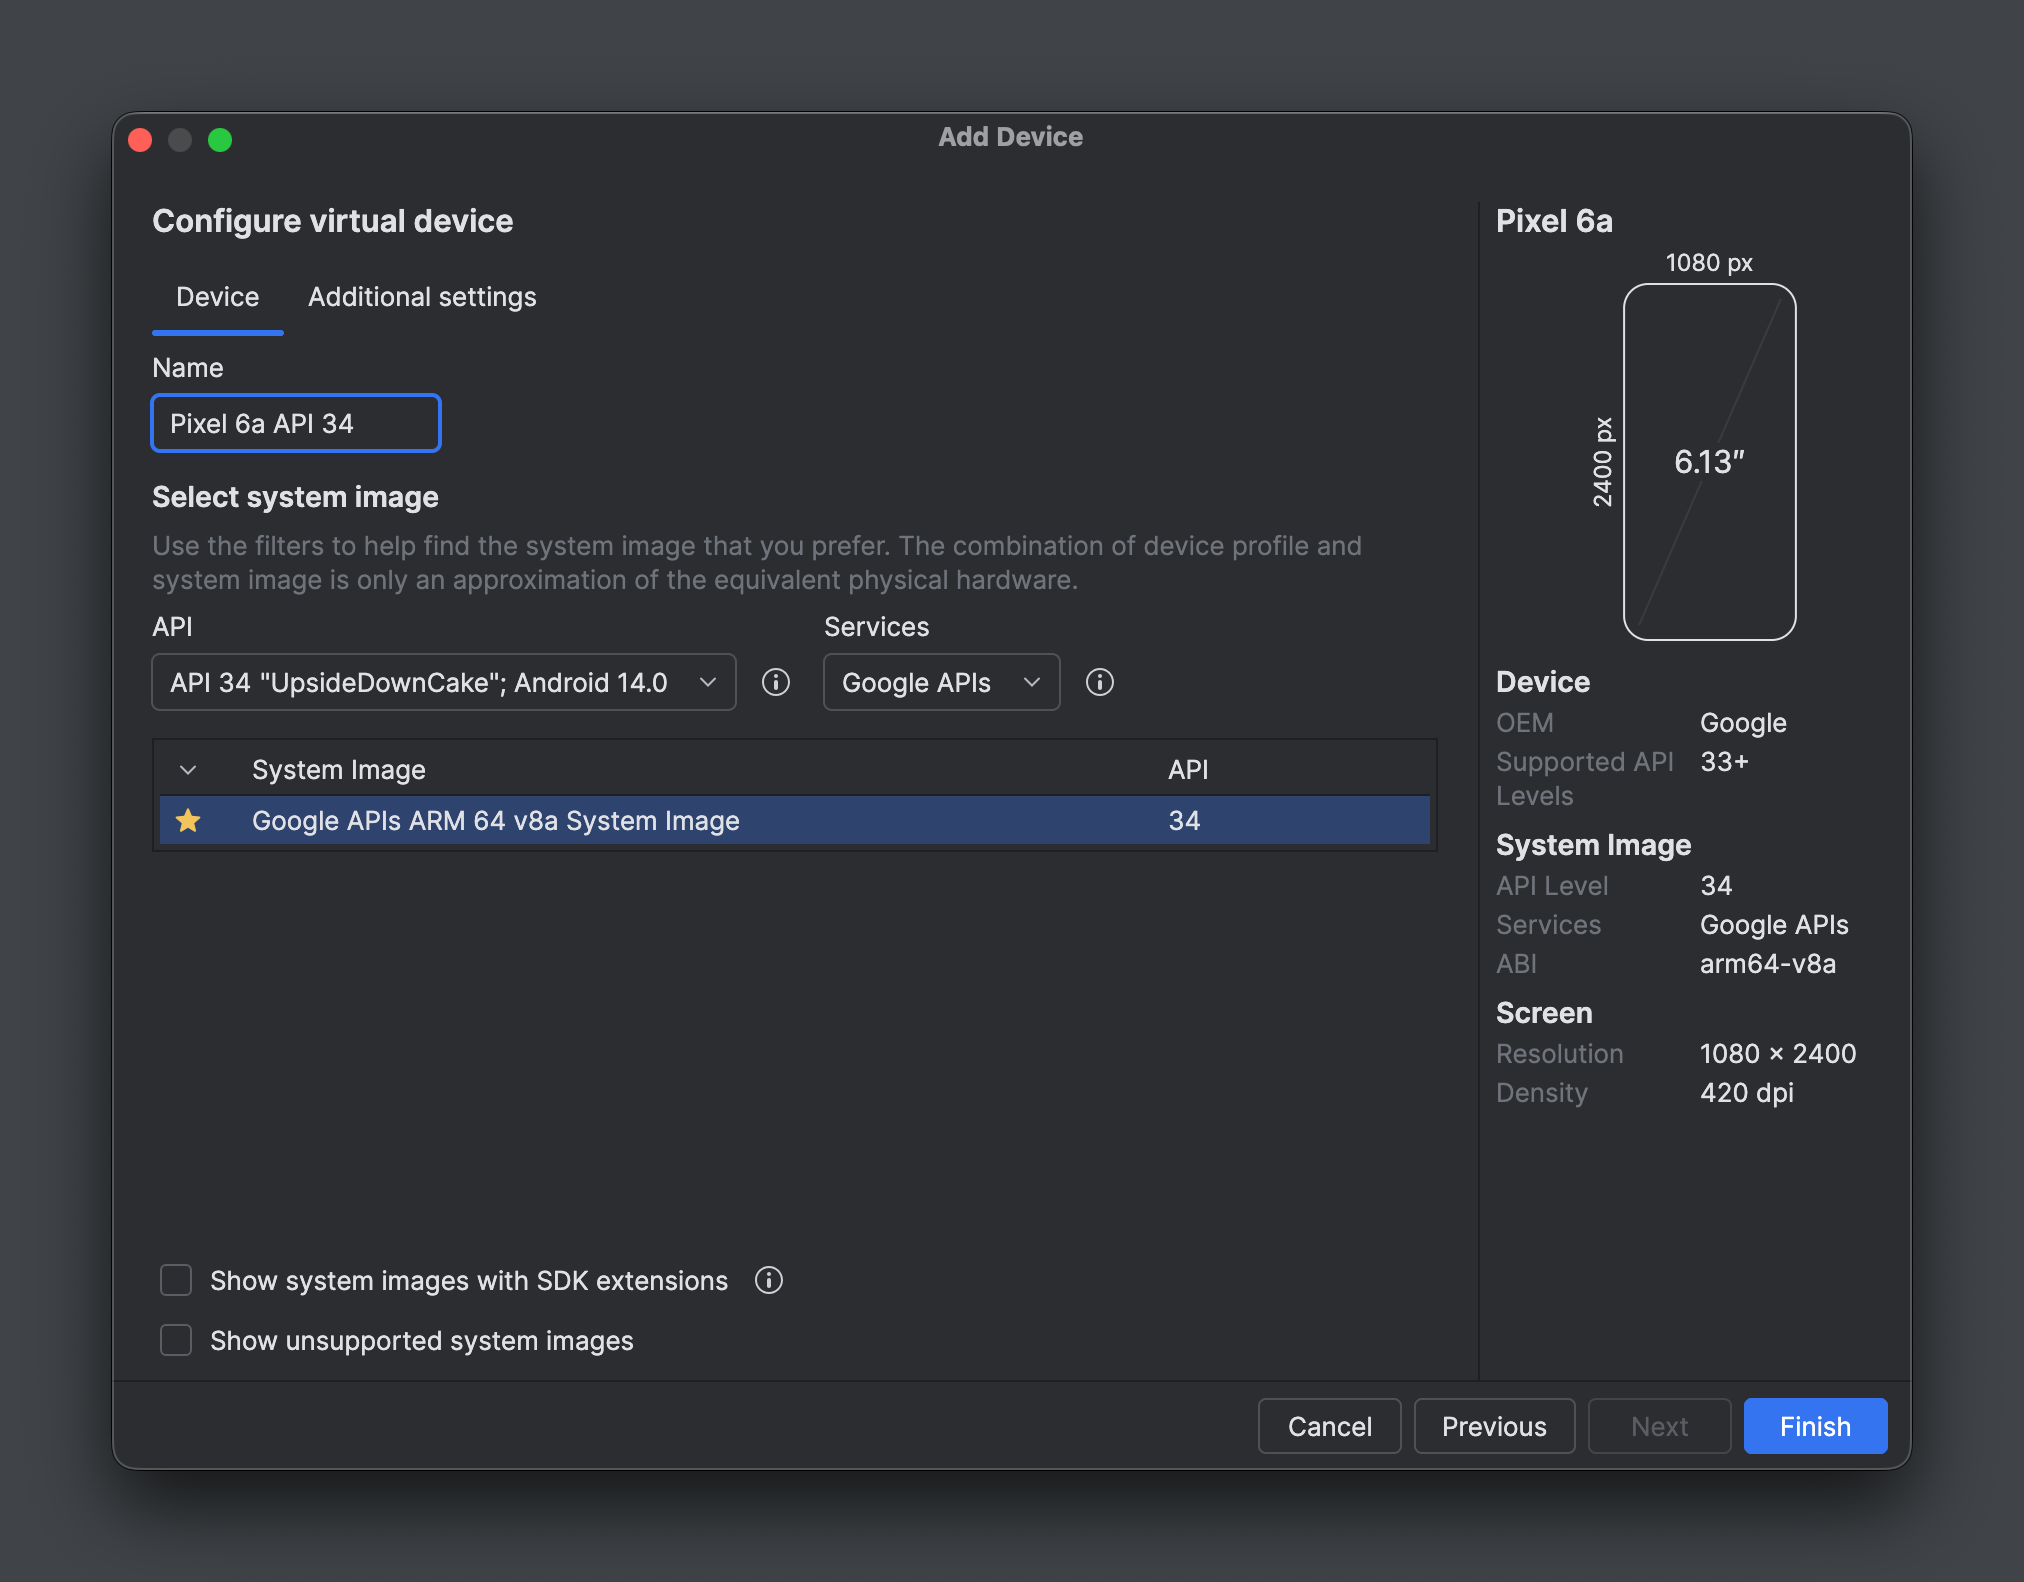 Add Device
Configure virtual device
Device
Additional settings
Name
Pixel 6a API 34
Select system image
Use the filters to help find the system image that you prefer. The combination of device profile and
system image is only an approximation of the equivalent physical hardware.
API
Services
API 34 "UpsideDownCake"; Android 14.0
Google APIs
System Image
API
Google APIs ARM 64 v8a System Image
34
Show system images with SDK extensions
Show unsupported system images
Pixel 6a
1080 px
2400 px
6.13″
Device
OEM
Google
Supported API
Levels
33+
System Image
API Level
34
Services
Google APIs
ABI
arm64-v8a
Screen
Resolution
1080 × 2400
Density
420 dpi
Cancel
Previous
Next
Finish